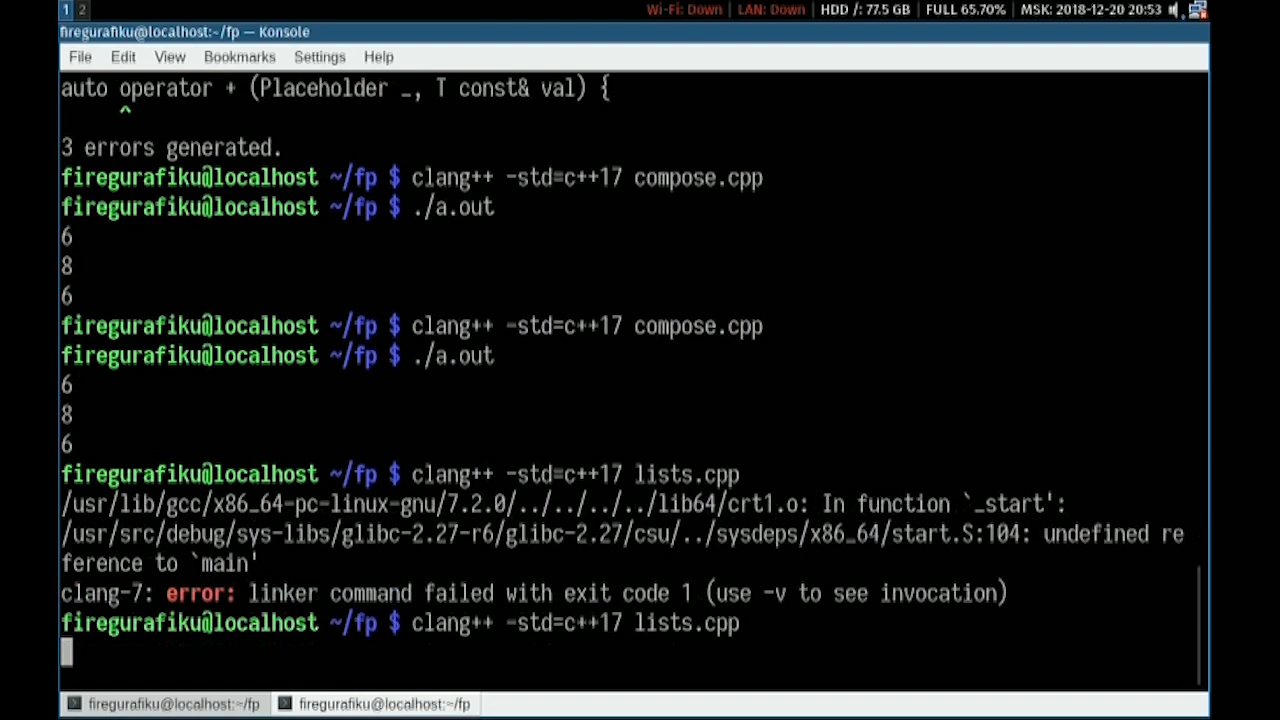 1 2 Wi-Fi: Down | LAN: Down | HDD /: 77.5 GB | FULL 65.70% | MSK: 2018-12-20 20:53
firegurafiku@localhost:~/fp — Konsole
File Edit View Bookmarks Settings Help
auto operator + (Placeholder _, T const& val) {
^
3 errors generated.
firegurafiku@localhost ~/fp $ clang++ -std=c++17 compose.cpp
firegurafiku@localhost ~/fp $ ./a.out
6
8
6
firegurafiku@localhost ~/fp $ clang++ -std=c++17 compose.cpp
firegurafiku@localhost ~/fp $ ./a.out
6
8
6
firegurafiku@localhost ~/fp $ clang++ -std=c++17 lists.cpp
/usr/lib/gcc/x86_64-pc-linux-gnu/7.2.0/../../../../lib64/crt1.o: In function `_start':
/usr/src/debug/sys-libs/glibc-2.27-r6/glibc-2.27/csu/../sysdeps/x86_64/start.S:104: undefined re
ference to `main'
clang-7: error: linker command failed with exit code 1 (use -v to see invocation)
firegurafiku@localhost ~/fp $ clang++ -std=c++17 lists.cpp
firegurafiku@localhost:~/fp firegurafiku@localhost:~/fp